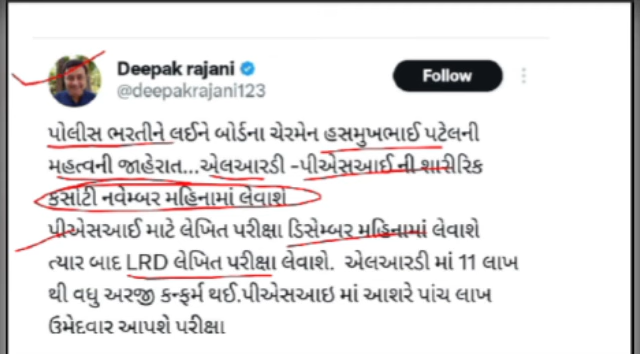 Deepak rajani
@deepakrajani123
Follow
પોલીસ ભરતીને લઈને બોર્ડના ચેરમેન હસમુખભાઈ પટેલની
મહત્વની જાહેરાત...એલઆરડી -પીએસઆઈ ની શારીરિક
કસોટી નવેમ્બર મહિનામાં લેવાશે
પીએસઆઈ માટે લેખિત પરીક્ષા ડિસેમ્બર મહિનામાં લેવાશે
ત્યાર બાદ LRD લેખિત પરીક્ષા લેવાશે. એલઆરડી માં 11 લાખ
થી વધુ અરજી કન્ફર્મ થઈ.પીએસઆઇ માં આશરે પાંચ લાખ
ઉમેદવાર આપશે પરીક્ષા